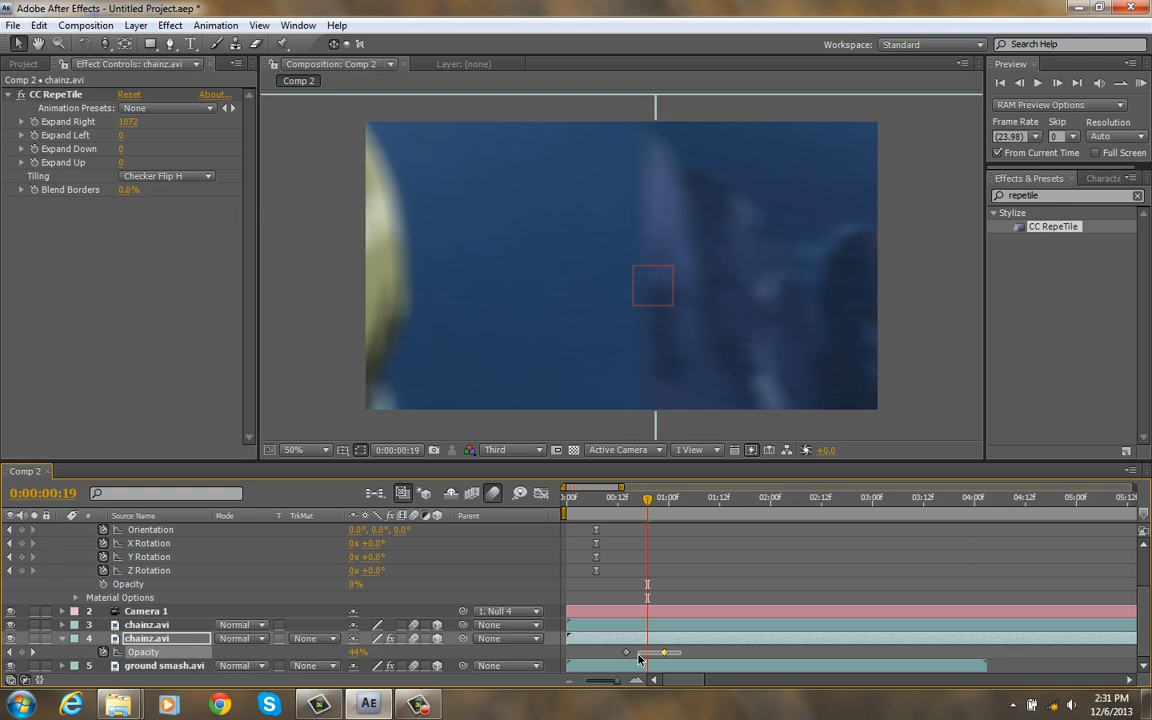 Adobe After Effects - Untitled Project.aep *
File Edit Composition Layer Effect Animation View Window Help
Workspace: Standard Search Help
Project Effect Controls: chainz.avi Composition: Comp 2 Layer: (none) Preview
Comp 2 • chainz.avi
Comp 2
CC RepeTile Reset About...
Animation Presets: None
Expand Right 1072
Expand Left 0
Expand Down 0
Expand Up 0
Tiling Checker Flip H
Blend Borders 0.0%
RAM Preview Options
Frame Rate Skip Resolution
(23.98) 0 Auto
From Current Time Full Screen
Effects & Presets Characte
repetile
Stylize
CC RepeTile
50% 0:00:00:19 Third Active Camera 1 View +0.0
Comp 2
0:00:00:19
:00f 00:12f 01:00f 01:12f 02:00f 02:12f 03:00f 03:12f 04:00f 04:12f 05:00f 05:12f
# Source Name Mode T TrkMat Parent
Orientation 0.0°, 0.0°, 0.0°
X Rotation 0x +0.0°
Y Rotation 0x +0.0°
Z Rotation 0x +0.0°
Opacity 0%
Material Options
2 Camera 1 1. Null 4
3 chainz.avi Normal None
4 chainz.avi Normal None None
Opacity 44%
5 ground smash.avi Normal None None
Ae
2:31 PM
12/6/2013